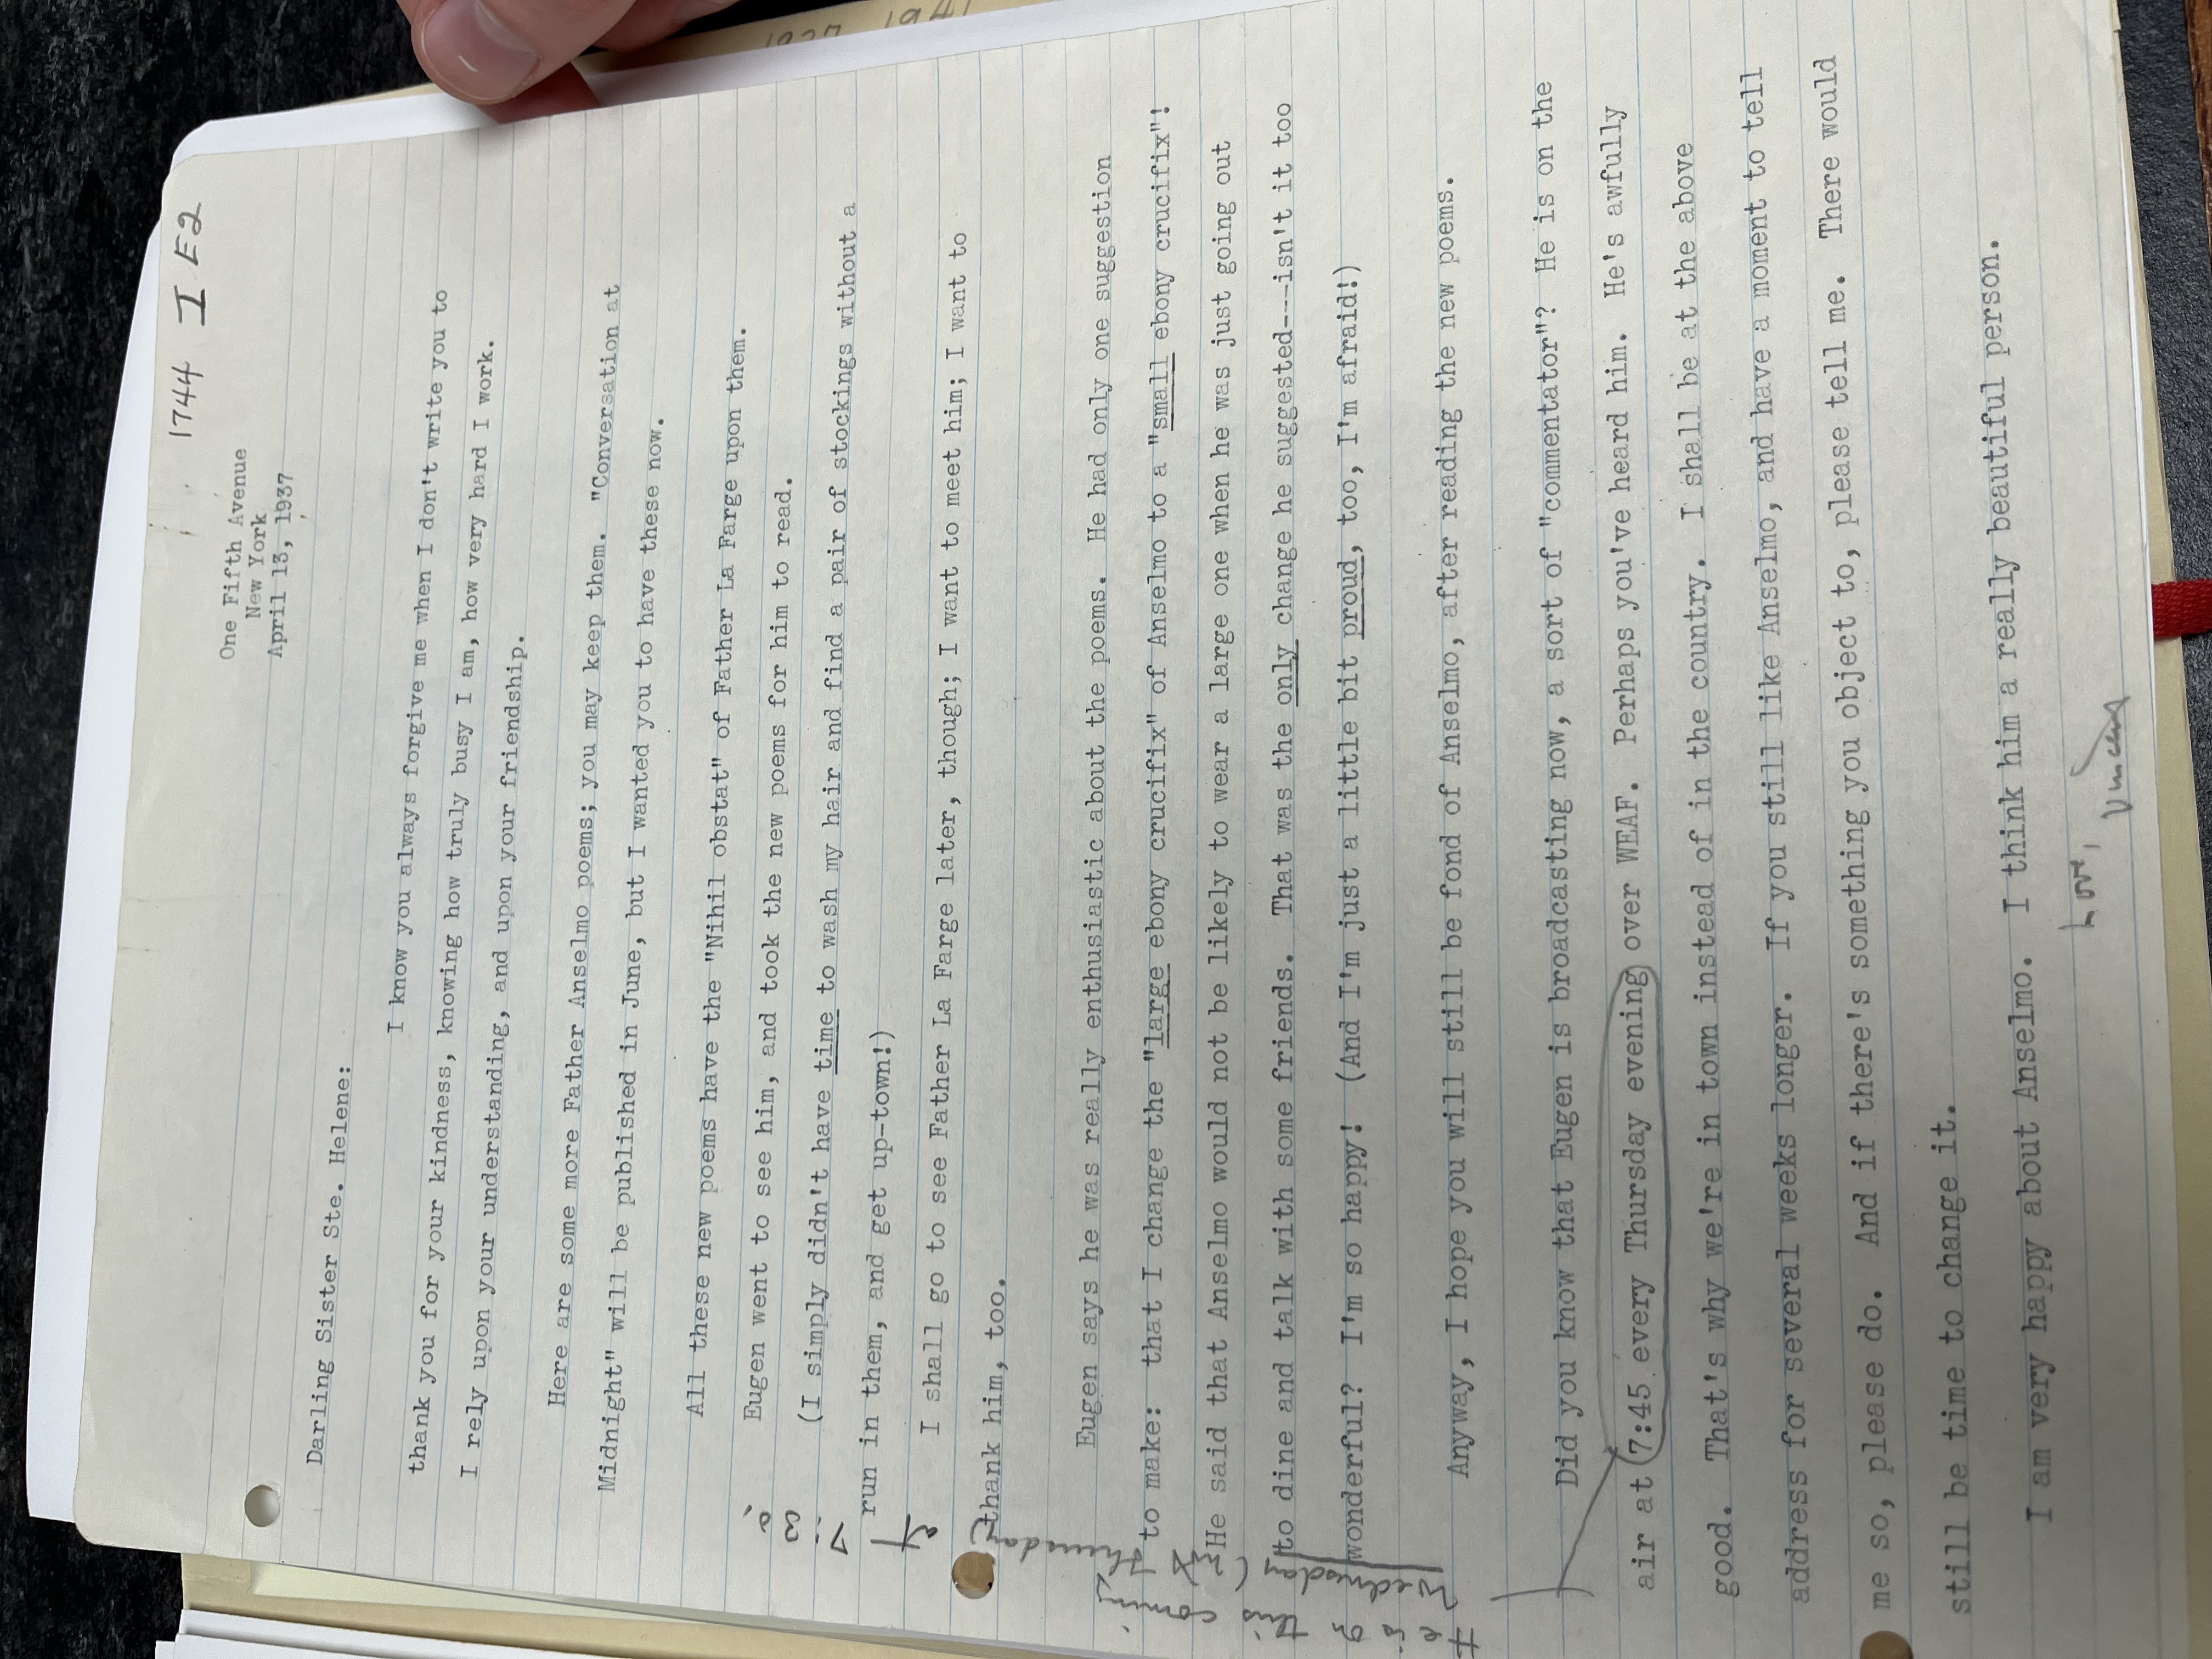 1744 I E2
One Fifth Avenue
New York
April 13, 1937
Darling Sister Ste. Helene:
I know you always forgive me when I don't write you to
thank you for your kindness, knowing how truly busy I am, how very hard I work.
I rely upon your understanding, and upon your friendship.
Here are some more Father Anselmo poems; you may keep them. "Conversation at
Midnight" will be published in June, but I wanted you to have these now.
All these new poems have the "Nihil obstat" of Father La Farge upon them.
Eugen went to see him, and took the new poems for him to read.
(I simply didn't have time to wash my hair and find a pair of stockings without a
run in them, and get up-town!)
I shall go to see Father La Farge later, though; I want to meet him; I want to
thank him, too.
Eugen says he was really enthusiastic about the poems. He had only one suggestion
to make: that I change the "large ebony crucifix" of Anselmo to a "small ebony crucifix"!
He said that Anselmo would not be likely to wear a large one when he was just going out
to dine and talk with some friends. That was the only change he suggested---isn't it too
wonderful? I'm so happy! (And I'm just a little bit proud, too, I'm afraid!)
Anyway, I hope you will still be fond of Anselmo, after reading the new poems.
Did you know that Eugen is broadcasting now, a sort of "commentator"? He is on the
air at 7:45 every Thursday evening over WEAF. Perhaps you've heard him. He's awfully
good. That's why we're in town instead of in the country. I shall be at the above
address for several weeks longer. If you still like Anselmo, and have a moment to tell
me so, please do. And if there's something you object to, please tell me. There would
still be time to change it.
I am very happy about Anselmo. I think him a really beautiful person.
Love,
Vincent
He is on this coming
Wednesday (not Thursday) at 7:30.